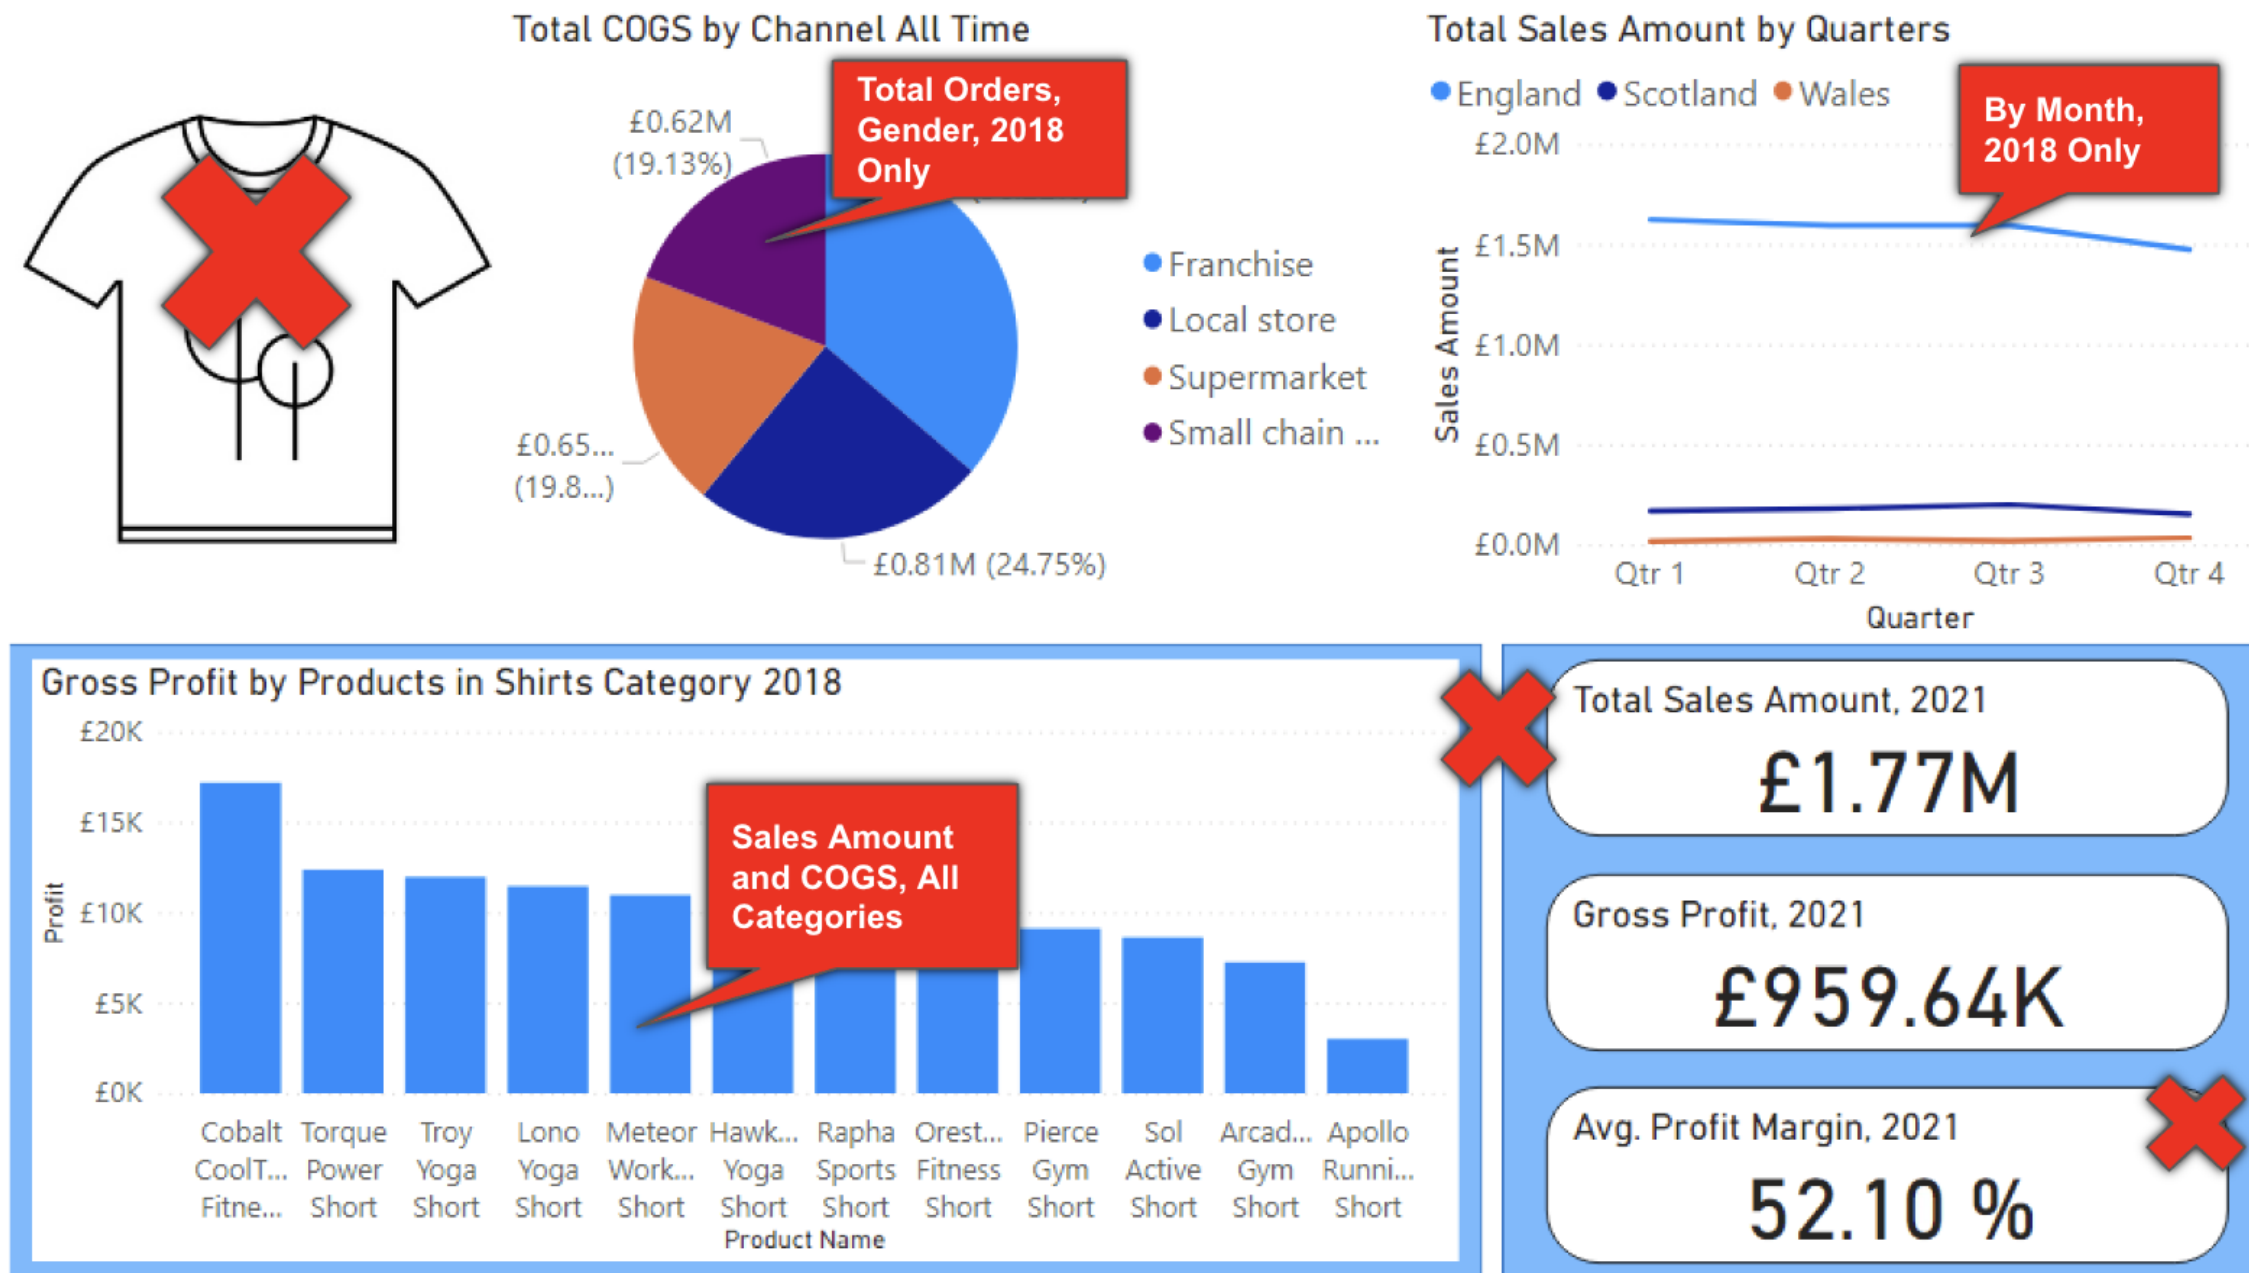 Total COGS by Channel All Time
£0.62M
(19.13%)
Total Orders,
Gender, 2018
Only
£0.65...
(19.8...)
£0.81M (24.75%)
Franchise
Local store
Supermarket
Small chain ...
Total Sales Amount by Quarters
England Scotland Wales
By Month,
2018 Only
£2.0M
£1.5M
£1.0M
£0.5M
£0.0M
Sales Amount
Qtr 1 Qtr 2 Qtr 3 Qtr 4
Quarter
Gross Profit by Products in Shirts Category 2018
£20K
£15K
£10K
£5K
£0K
Profit
Sales Amount
and COGS, All
Categories
Cobalt Torque Troy Lono Meteor Hawk... Rapha Orest... Pierce Sol Arcad... Apollo
CoolT... Power Yoga Yoga Work... Yoga Sports Fitness Gym Active Gym Runni...
Fitne... Short Short Short Short Short Short Short Short Short Short Short
Product Name
Total Sales Amount, 2021
£1.77M
Gross Profit, 2021
£959.64K
Avg. Profit Margin, 2021
52.10 %